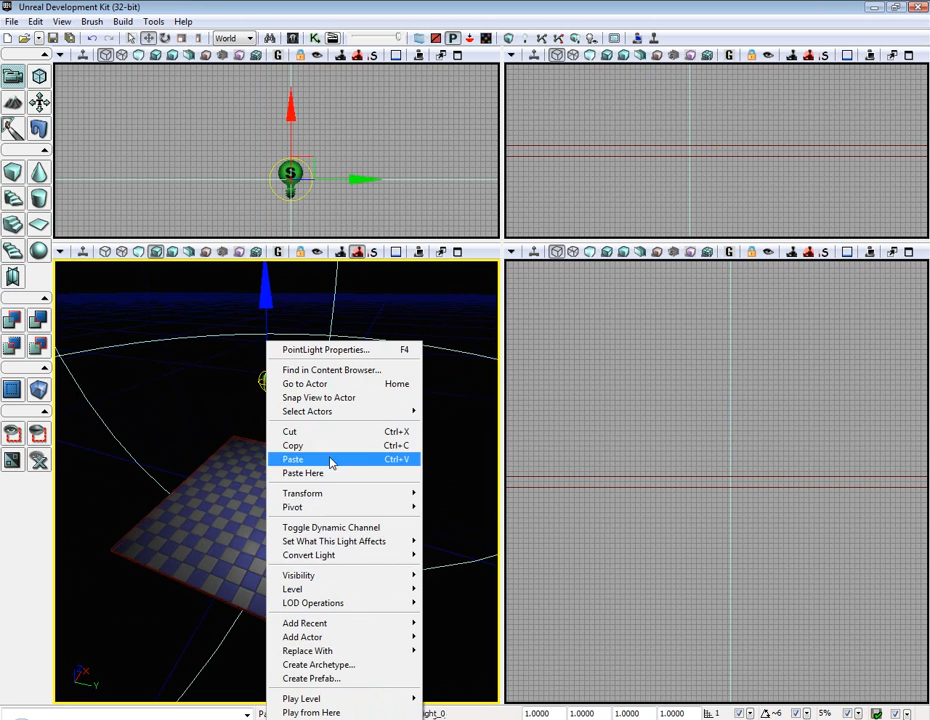 Unreal Development Kit (32-bit)
File Edit View Brush Build Tools Help
World
G
S
G
S
S
G
S
G
S
PointLight Properties... F4
Find in Content Browser...
Go to Actor Home
Snap View to Actor
Select Actors
Cut Ctrl+X
Copy Ctrl+C
Paste Ctrl+V
Paste Here
Transform
Pivot
Toggle Dynamic Channel
Set What This Light Affects
Convert Light
Visibility
Level
LOD Operations
Add Recent
Add Actor
Replace With
Create Archetype...
Create Prefab...
Play Level
Play from Here
Z X
Y
ight_0 1.0000 1.0000 1.0000 1.0000 1 ~6 5%